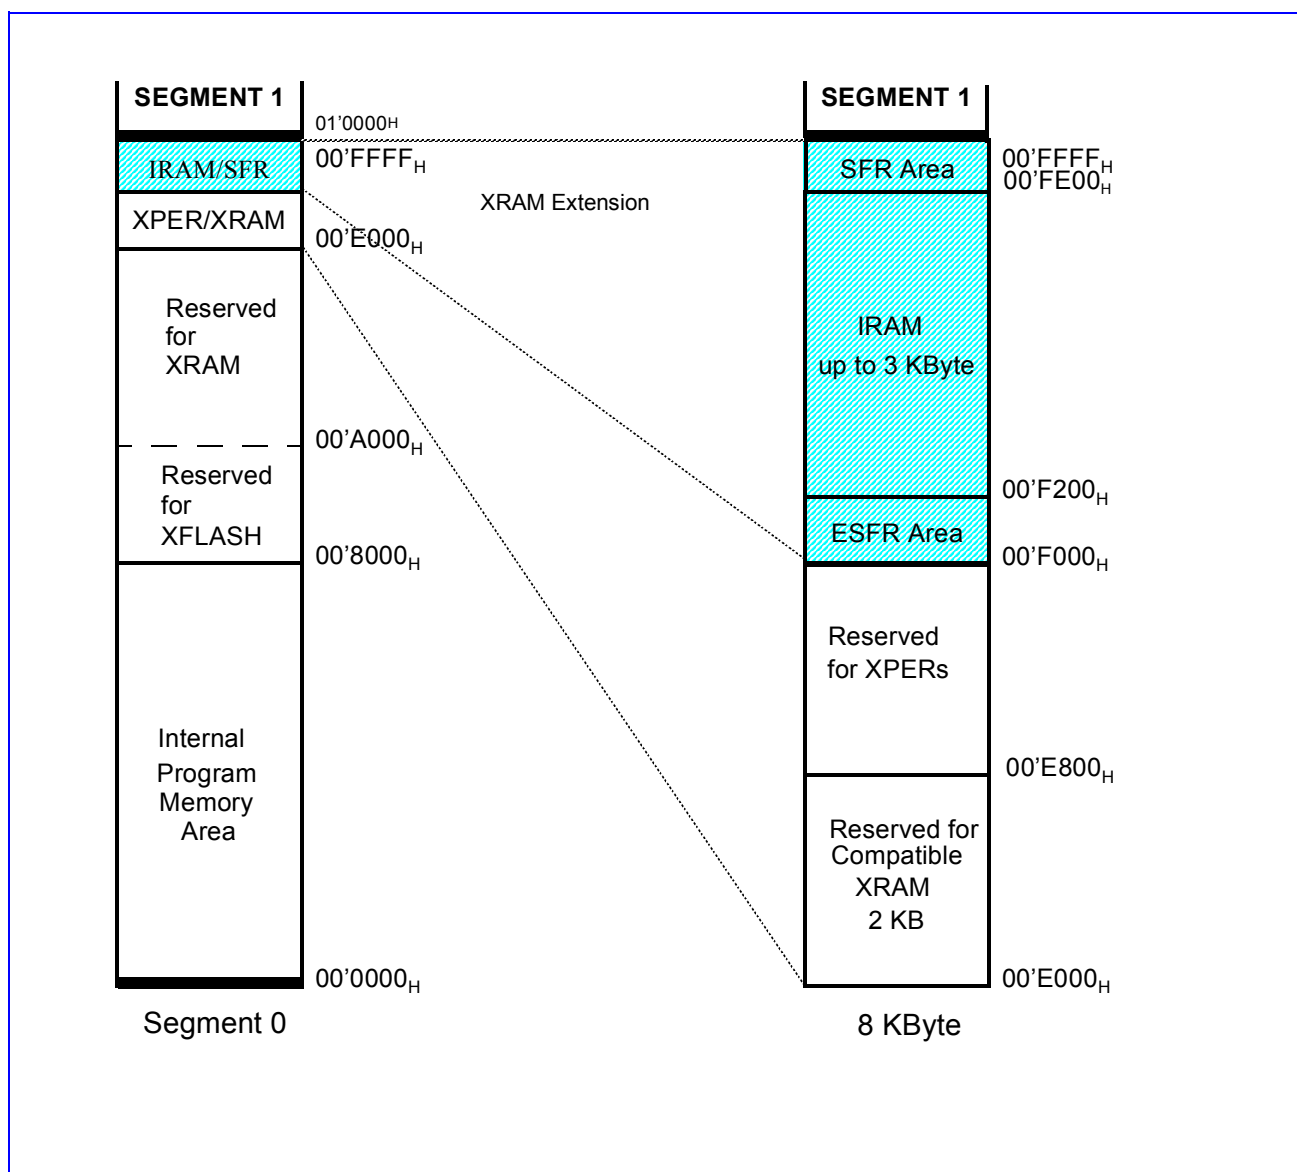 SEGMENT 1
01'0000H
IRAM/SFR
00'FFFFH
XPER/XRAM
00'E000H
XRAM Extension
Reserved
for
XRAM
00'A000H
Reserved
for
XFLASH
00'8000H
Internal
Program
Memory
Area
00'0000H
Segment 0
SEGMENT 1
SFR Area
00'FFFFH
00'FE00H
IRAM
up to 3 KByte
00'F200H
ESFR Area
00'F000H
Reserved
for XPERs
00'E800H
Reserved for
Compatible
XRAM
2 KB
00'E000H
8 KByte